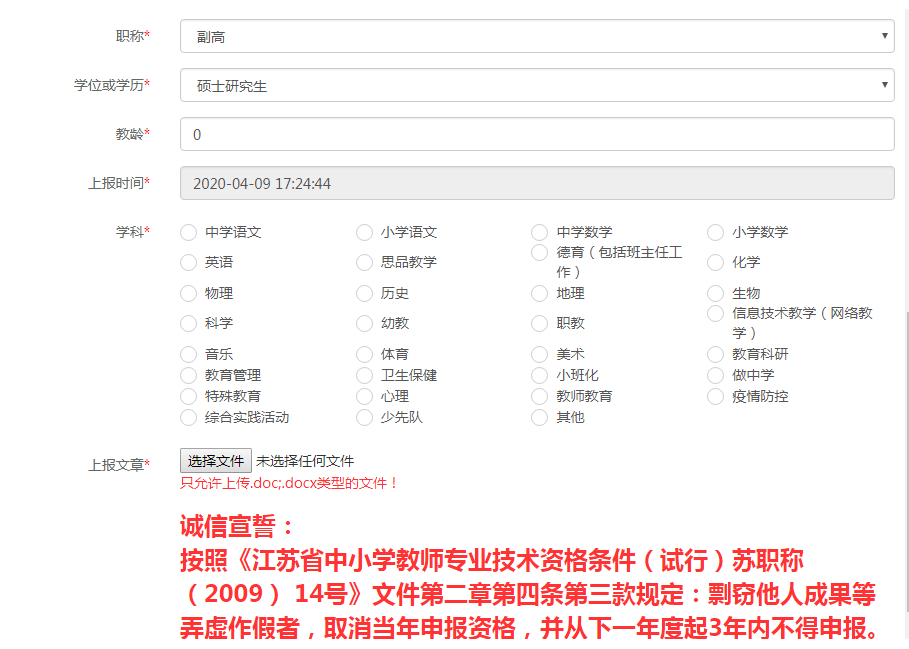 职称* 副高
学位或学历* 硕士研究生
教龄* 0
上报时间* 2020-04-09 17:24:44
学科* 中学语文 小学语文 中学数学 小学数学
英语 思品教学 德育（包括班主任工作） 化学
物理 历史 地理 生物
科学 幼教 职教 信息技术教学（网络教学）
音乐 体育 美术 教育科研
教育管理 卫生保健 小班化 做中学
特殊教育 心理 教师教育 疫情防控
综合实践活动 少先队 其他
上报文章* 选择文件 未选择任何文件
只允许上传.doc;.docx类型的文件！
诚信宣誓：
按照《江苏省中小学教师专业技术资格条件（试行）苏职称
（2009） 14号》文件第二章第四条第三款规定：剽窃他人成果等
弄虚作假者，取消当年申报资格，并从下一年度起3年内不得申报。